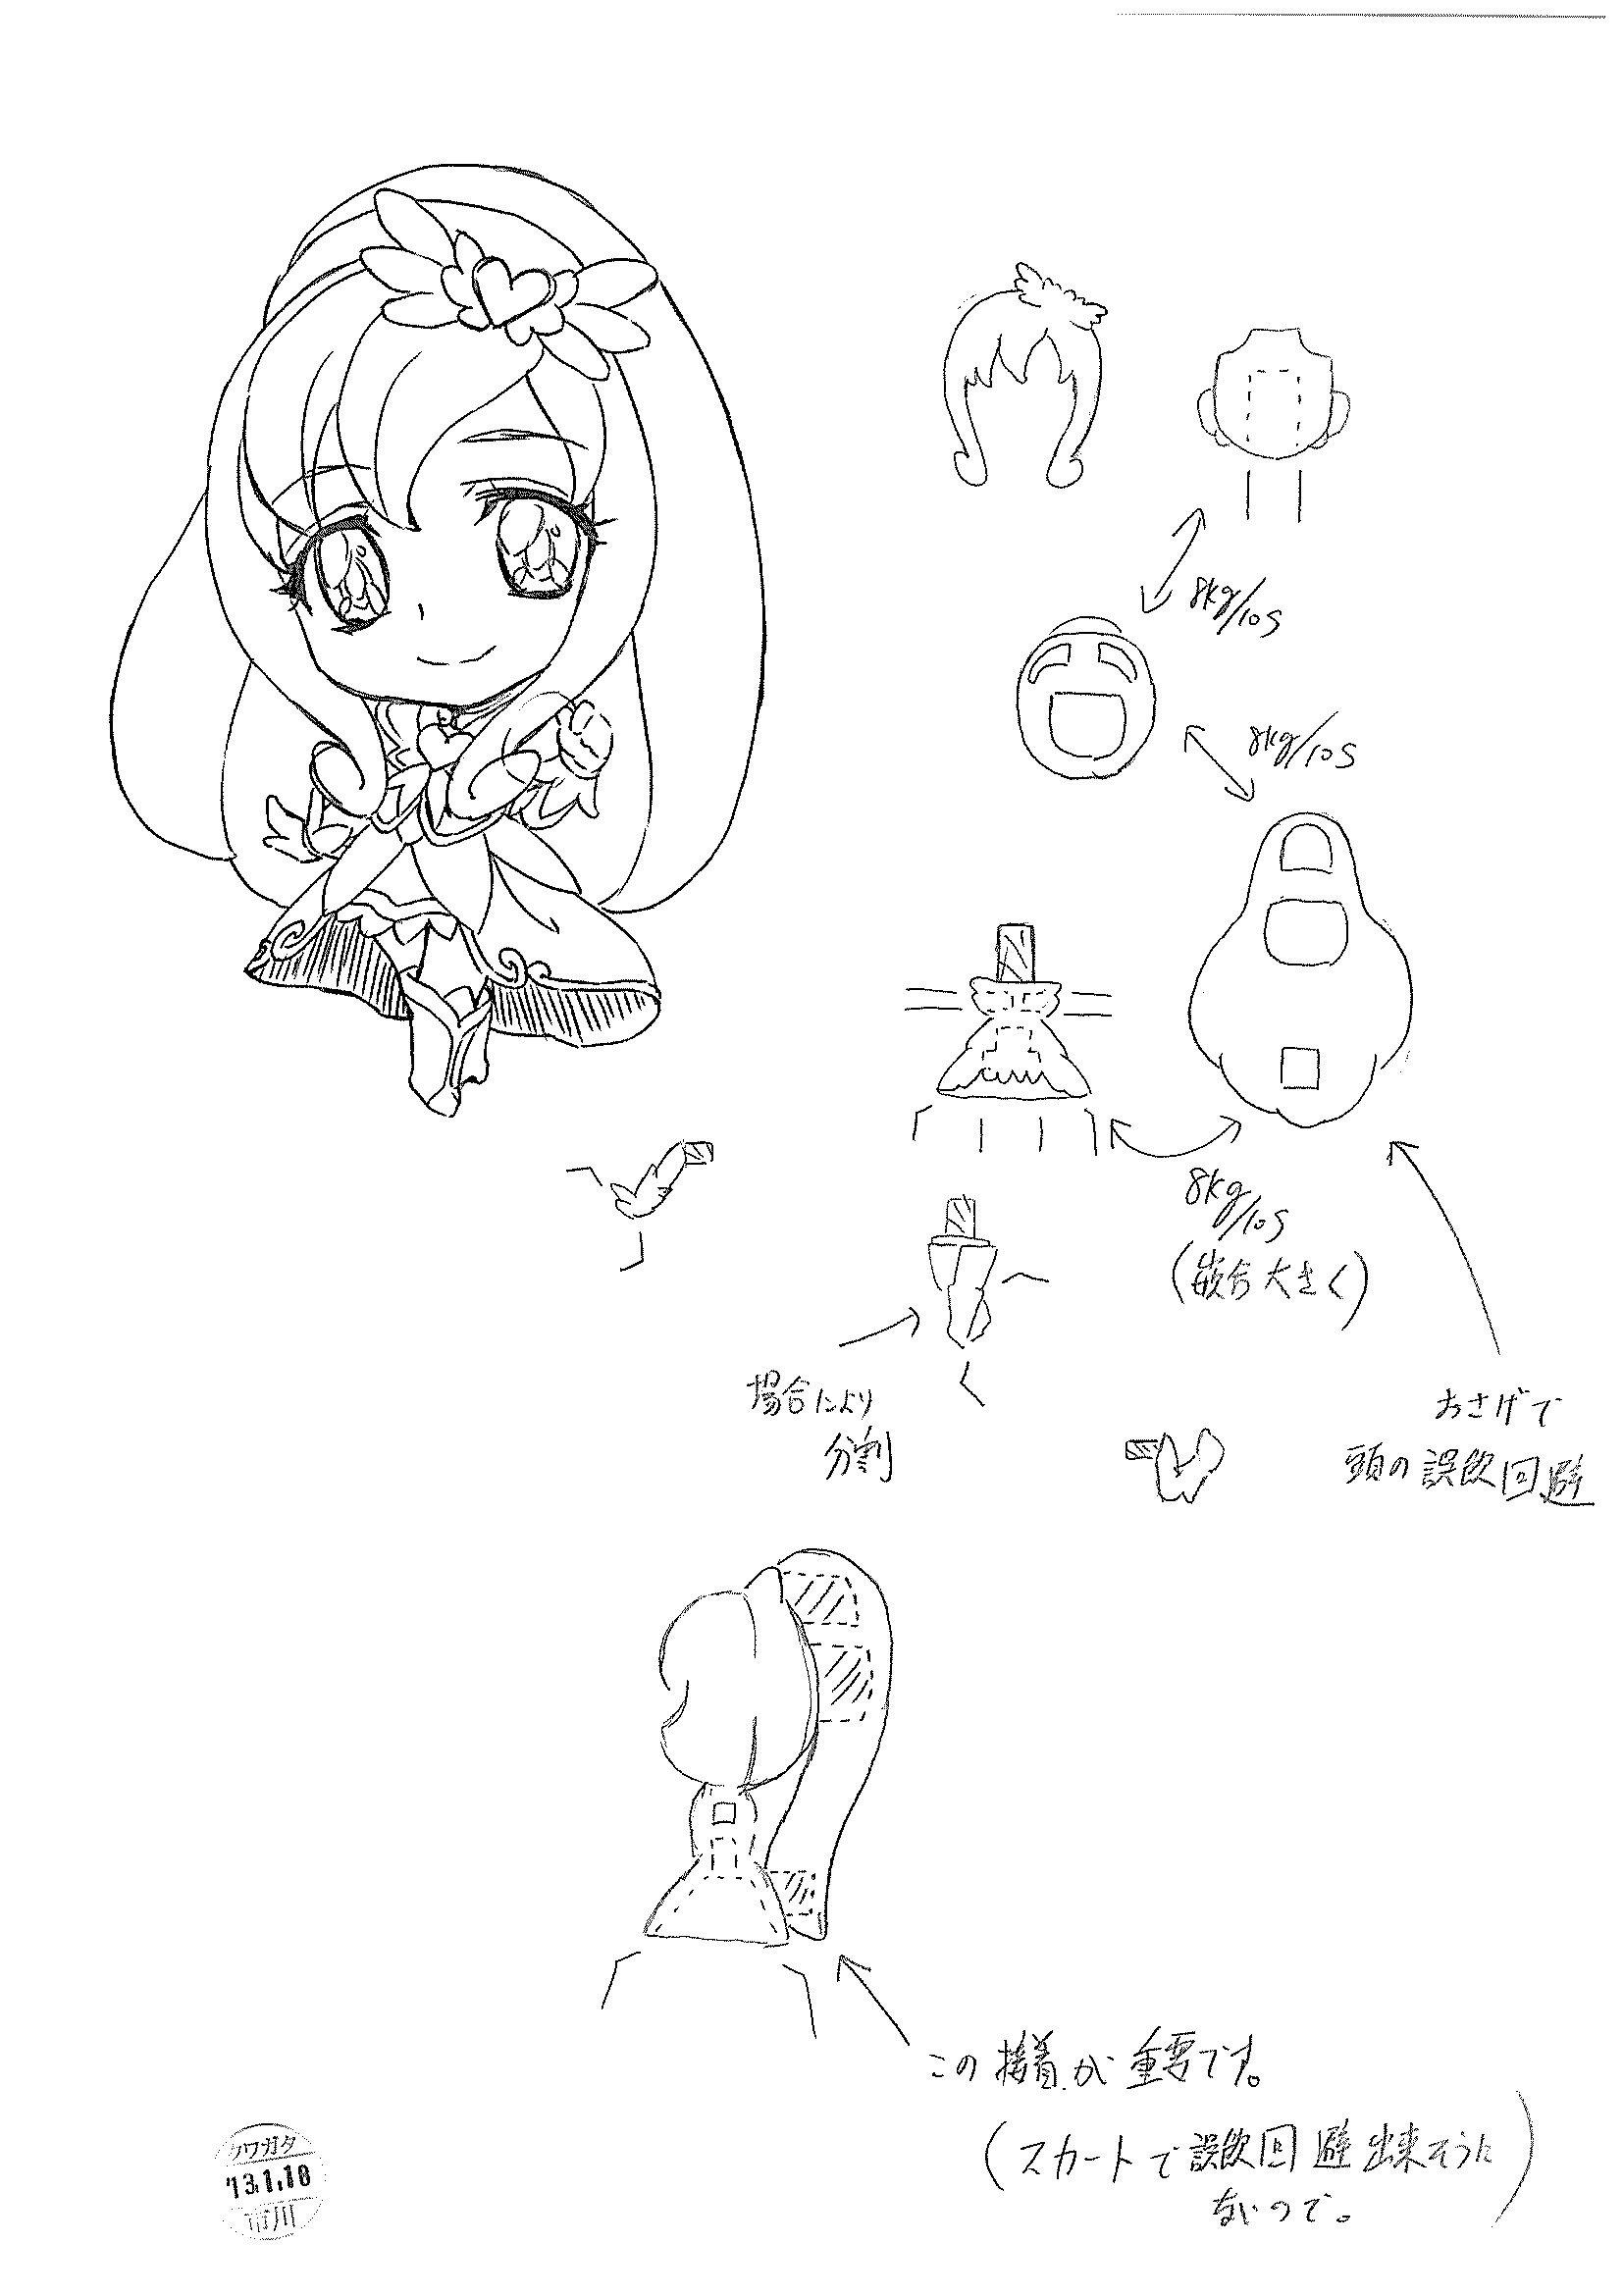 8kg/10S
8kg/10S
8kg/10S
(嵌合大きく)
場合により
分割
おさげで
頭の誤飲回避
この接着が重要です。
(スカートで誤飲回避出来そうに
ないので。)
クワガタ
'13.1.18
市川